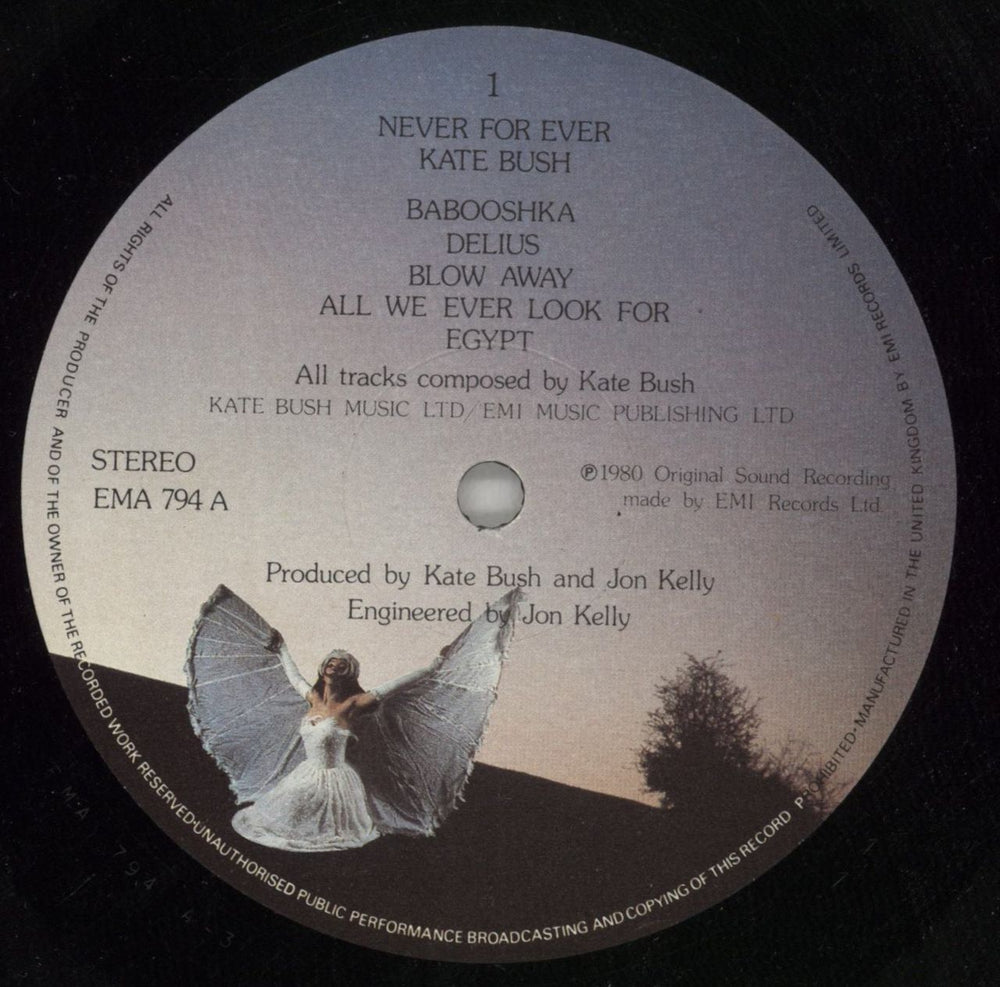 1
NEVER FOR EVER
KATE BUSH
BABOOSHKA
DELIUS
BLOW AWAY
ALL WE EVER LOOK FOR
EGYPT
All tracks composed by Kate Bush
KATE BUSH MUSIC LTD/EMI MUSIC PUBLISHING LTD
STEREO
EMA 794 A
℗1980 Original Sound Recording
made by EMI Records Ltd
Produced by Kate Bush and Jon Kelly
Engineered by Jon Kelly
ALL RIGHTS OF THE PRODUCER AND OF THE OWNER OF THE RECORDED WORK RESERVED·UNAUTHORISED PUBLIC PERFORMANCE BROADCASTING AND COPYING OF THIS RECORD PROHIBITED·MANUFACTURED IN THE UNITED KINGDOM BY EMI RECORDS LIMITED
794